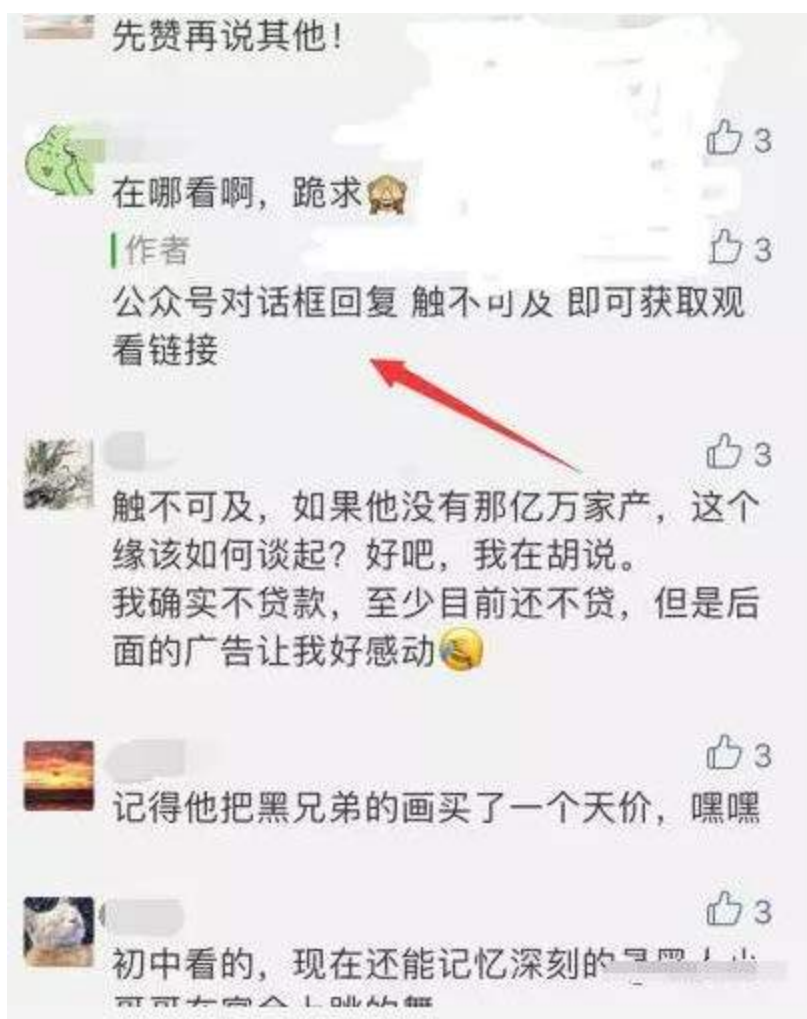 先赞再说其他！
3
在哪看啊，跪求
作者
3
公众号对话框回复 触不可及 即可获取观
看链接
3
触不可及，如果他没有那亿万家产，这个
缘该如何谈起？好吧，我在胡说。
我确实不贷款，至少目前还不贷，但是后
面的广告让我好感动
3
记得他把黑兄弟的画买了一个天价，嘿嘿
3
初中看的，现在还能记忆深刻的